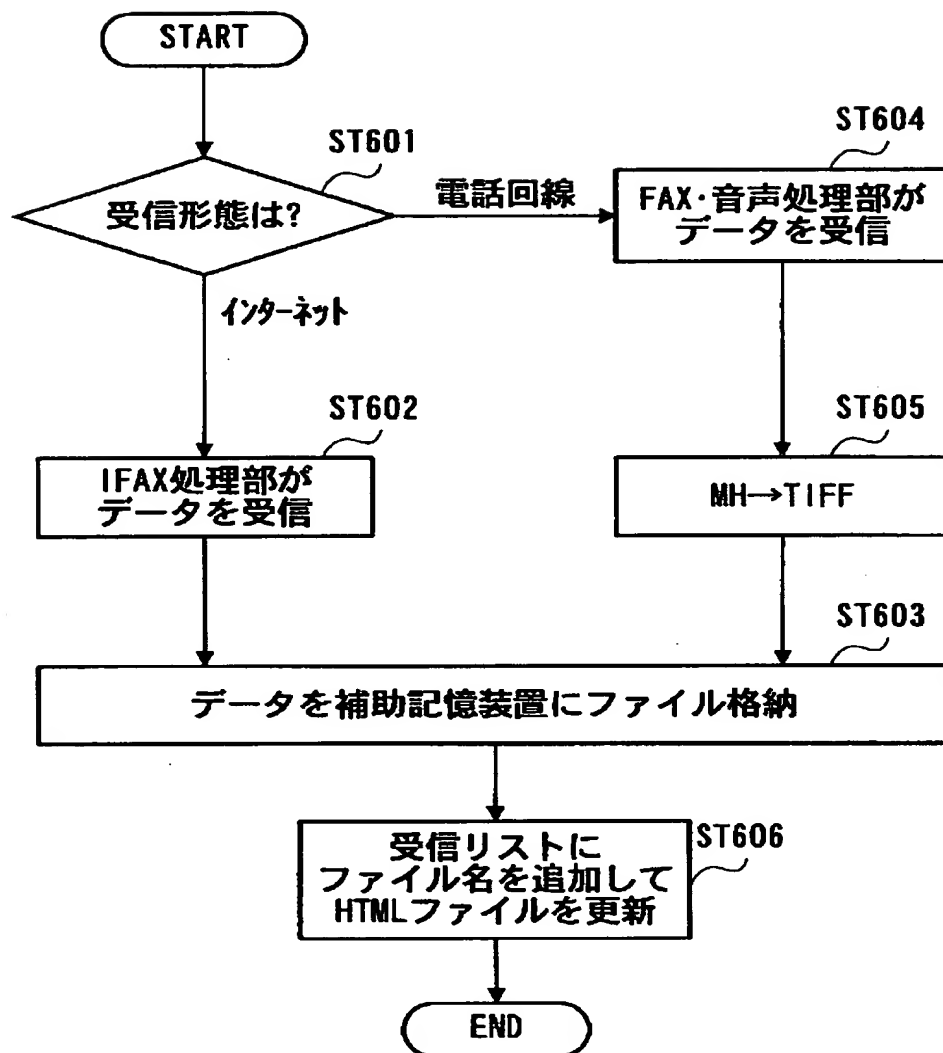 START
ST601
受信形態は?
電話回線
ST604
FAX・音声処理部が
データを受信
インターネット
ST602
IFAX処理部が
データを受信
ST605
MH→TIFF
ST603
データを補助記憶装置にファイル格納
ST606
受信リストに
ファイル名を追加して
HTMLファイルを更新
END